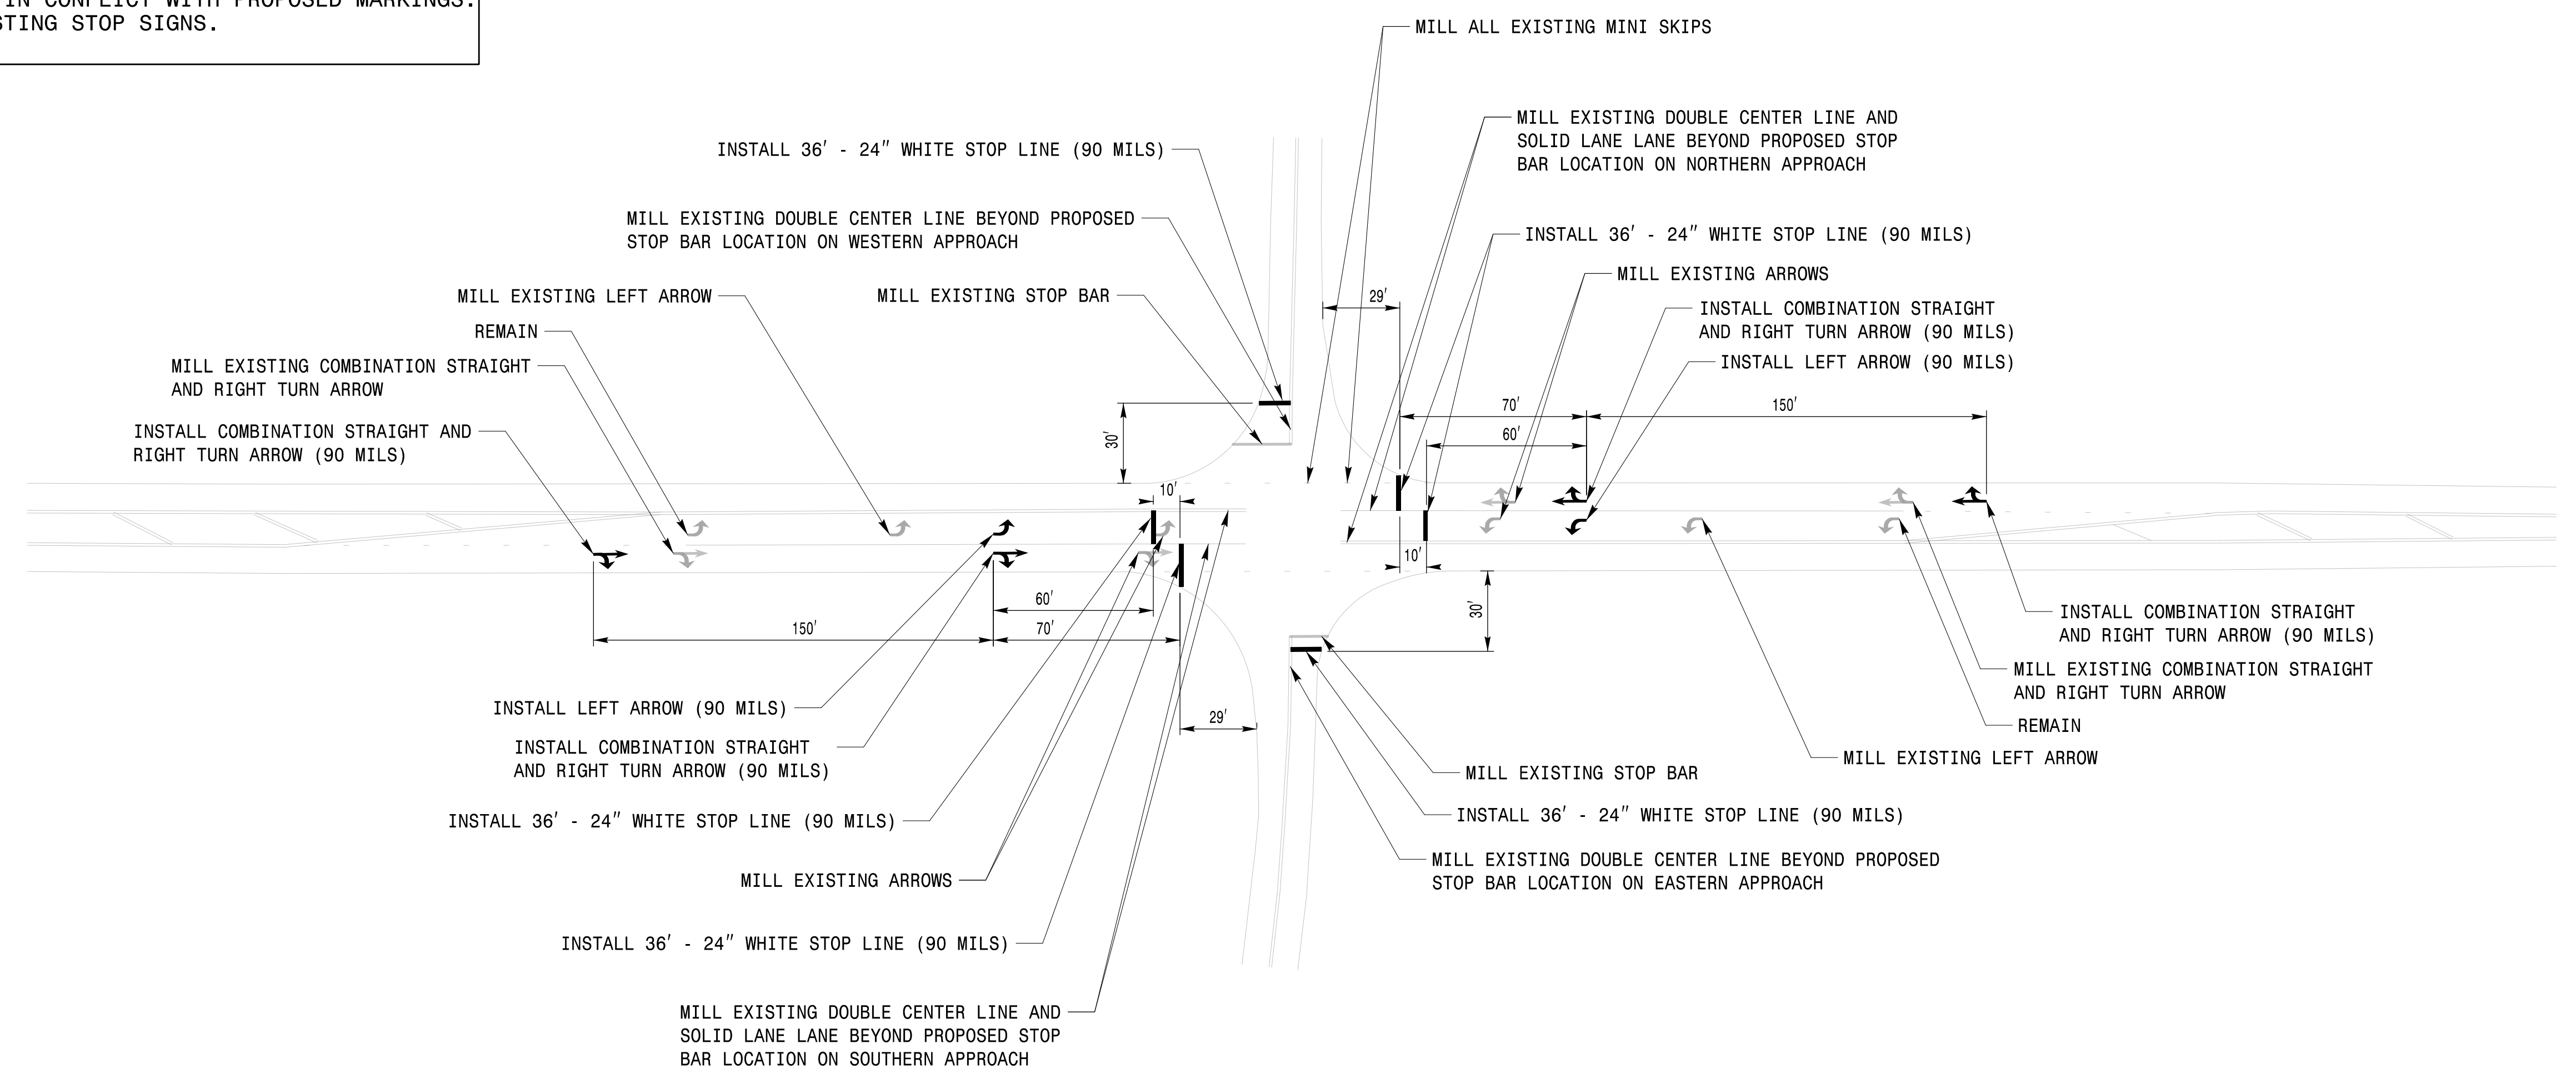 IN CONFLICT WITH PROPOSED MARKINGS.
STING STOP SIGNS.
MILL ALL EXISTING MINI SKIPS
INSTALL 36' - 24" WHITE STOP LINE (90 MILS)
MILL EXISTING DOUBLE CENTER LINE AND
SOLID LANE LANE BEYOND PROPOSED STOP
BAR LOCATION ON NORTHERN APPROACH
MILL EXISTING DOUBLE CENTER LINE BEYOND PROPOSED
STOP BAR LOCATION ON WESTERN APPROACH
INSTALL 36' - 24" WHITE STOP LINE (90 MILS)
MILL EXISTING ARROWS
MILL EXISTING LEFT ARROW
MILL EXISTING STOP BAR
29'
INSTALL COMBINATION STRAIGHT
AND RIGHT TURN ARROW (90 MILS)
REMAIN
INSTALL LEFT ARROW (90 MILS)
MILL EXISTING COMBINATION STRAIGHT
AND RIGHT TURN ARROW
70'
150'
INSTALL COMBINATION STRAIGHT AND
RIGHT TURN ARROW (90 MILS)
30'
60'
10'
10'
60'
30'
150'
70'
INSTALL COMBINATION STRAIGHT
AND RIGHT TURN ARROW (90 MILS)
MILL EXISTING COMBINATION STRAIGHT
AND RIGHT TURN ARROW
INSTALL LEFT ARROW (90 MILS)
29'
REMAIN
INSTALL COMBINATION STRAIGHT
AND RIGHT TURN ARROW (90 MILS)
MILL EXISTING LEFT ARROW
MILL EXISTING STOP BAR
INSTALL 36' - 24" WHITE STOP LINE (90 MILS)
INSTALL 36' - 24" WHITE STOP LINE (90 MILS)
MILL EXISTING ARROWS
MILL EXISTING DOUBLE CENTER LINE BEYOND PROPOSED
STOP BAR LOCATION ON EASTERN APPROACH
INSTALL 36' - 24" WHITE STOP LINE (90 MILS)
MILL EXISTING DOUBLE CENTER LINE AND
SOLID LANE LANE BEYOND PROPOSED STOP
BAR LOCATION ON SOUTHERN APPROACH